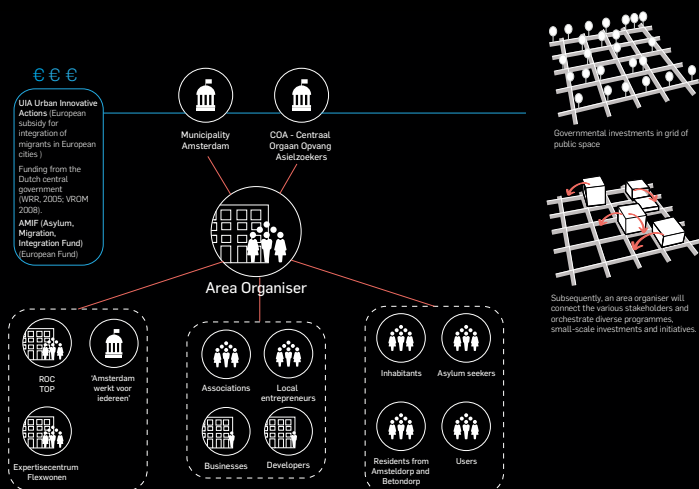 € € €
UIA Urban Innovative
Actions (European
subsidy for
integration of
migrants in European
cities )
Funding from the
Dutch central
government
(WRR, 2005; VROM
2008).
AMIF (Asylum,
Migration,
Integration Fund)
(European Fund)
Municipality
Amsterdam
COA - Centraal
Orgaan Opvang
Asielzoekers
Area Organiser
ROC
TOP
'Amsterdam
werkt voor
iedereen'
Expertisecentrum
Flexwonen
Associations
Local
entrepreneurs
Businesses
Developers
Inhabitants
Asylum seekers
Residents from
Amsteldorp and
Betondorp
Users
Governmental investments in grid of
public space
Subsequently, an area organiser will
connect the various stakeholders and
orchestrate diverse programmes,
small-scale investments and initiatives.